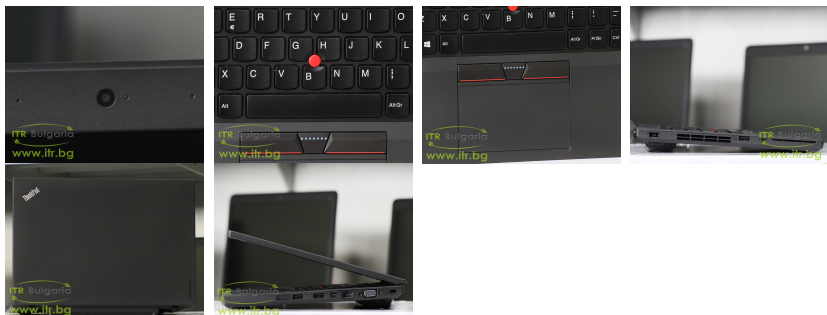 ITR Bulgaria
www.itr.bg
E R T Y U I O
€
D F G H J K L
X C V B N M ; :
Alt AltGr
ITR Bulgaria
www.itr.bg
Z X C V B N M
Alt AltGr PrtSc Ctrl
ITR Bulgaria
www.itr.bg
ITR Bulgaria
www.itr.bg
ThinkPad
ITR Bulgaria
www.itr.bg
ITR Bulgaria
www.itr.bg